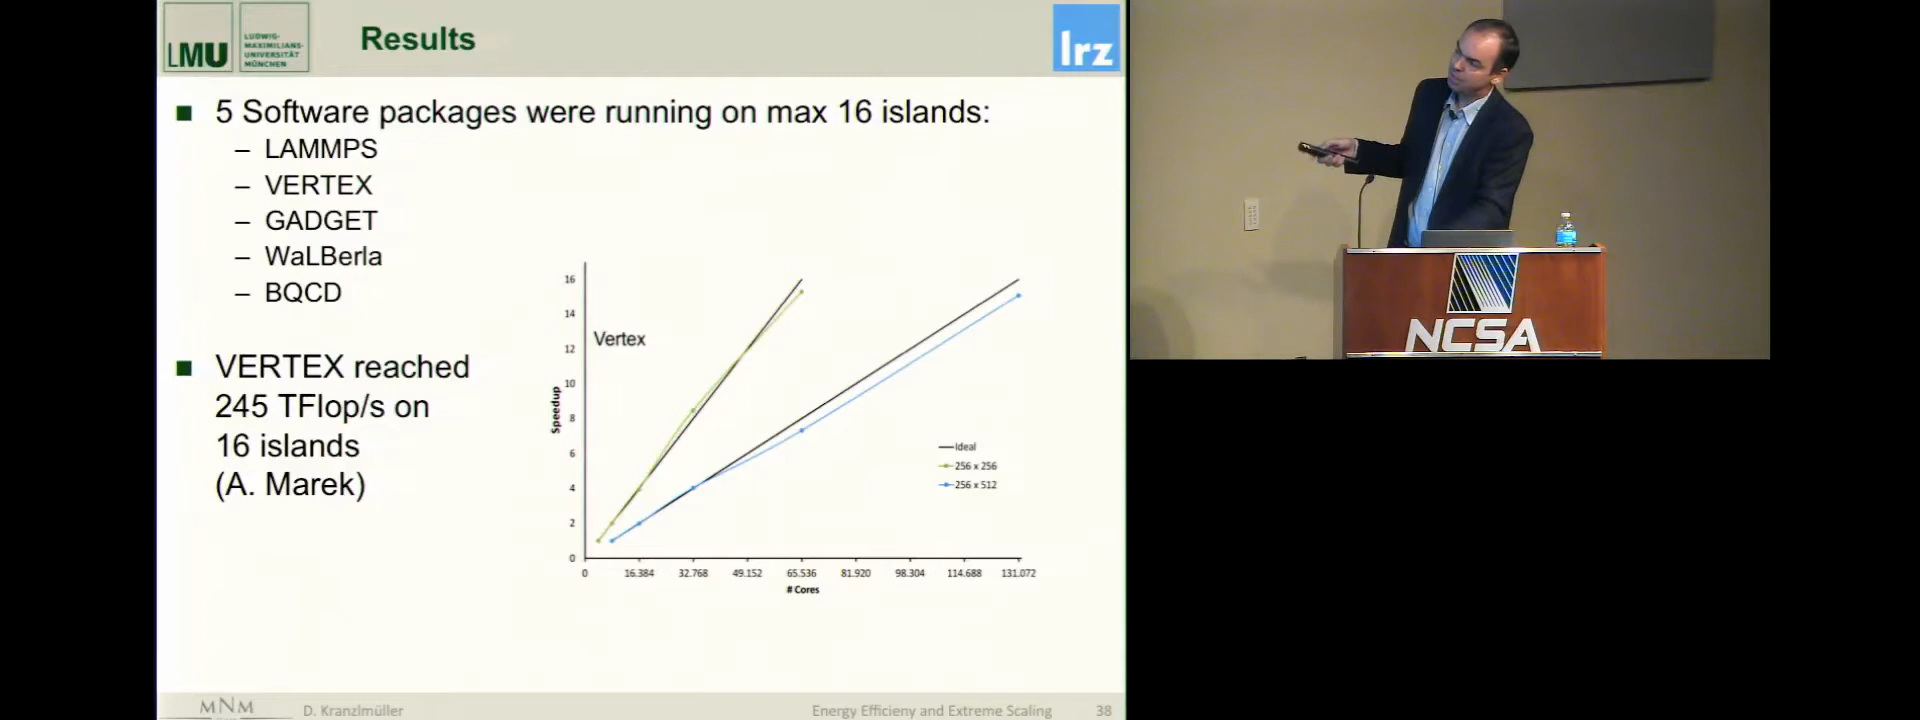 LMU
LUDWIG-
MAXIMILIANS-
UNIVERSITÄT
MÜNCHEN
Results
lrz
5 Software packages were running on max 16 islands:
– LAMMPS
– VERTEX
– GADGET
– WaLBerla
– BQCD
VERTEX reached
245 TFlop/s on
16 islands
(A. Marek)
Vertex
Speedup
16
14
12
10
8
6
4
2
0
0 16.384 32.768 49.152 65.536 81.920 98.304 114.688 131.072
# Cores
Ideal
256 x 256
256 x 512
MNM
D. Kranzlmüller
Energy Efficieny and Extreme Scaling
38
NCSA